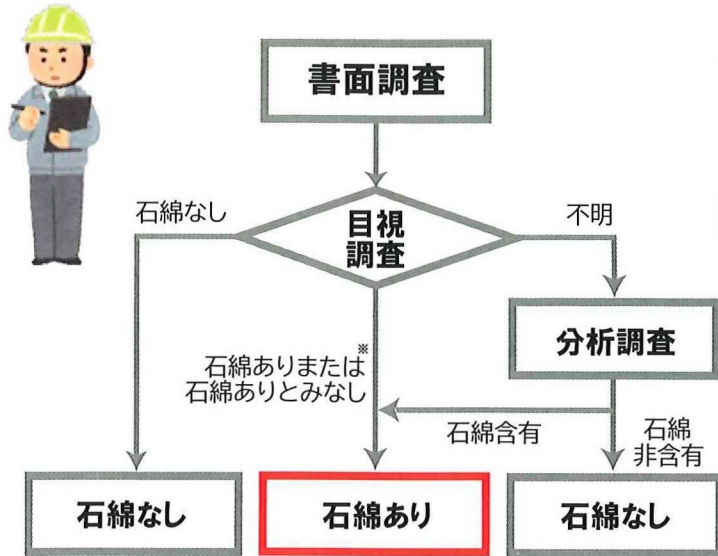 書面調査
石綿なし
目視
調査
不明
分析調査
※
石綿ありまたは
石綿ありとみなし
石綿含有
石綿
非含有
石綿なし
石綿あり
石綿なし